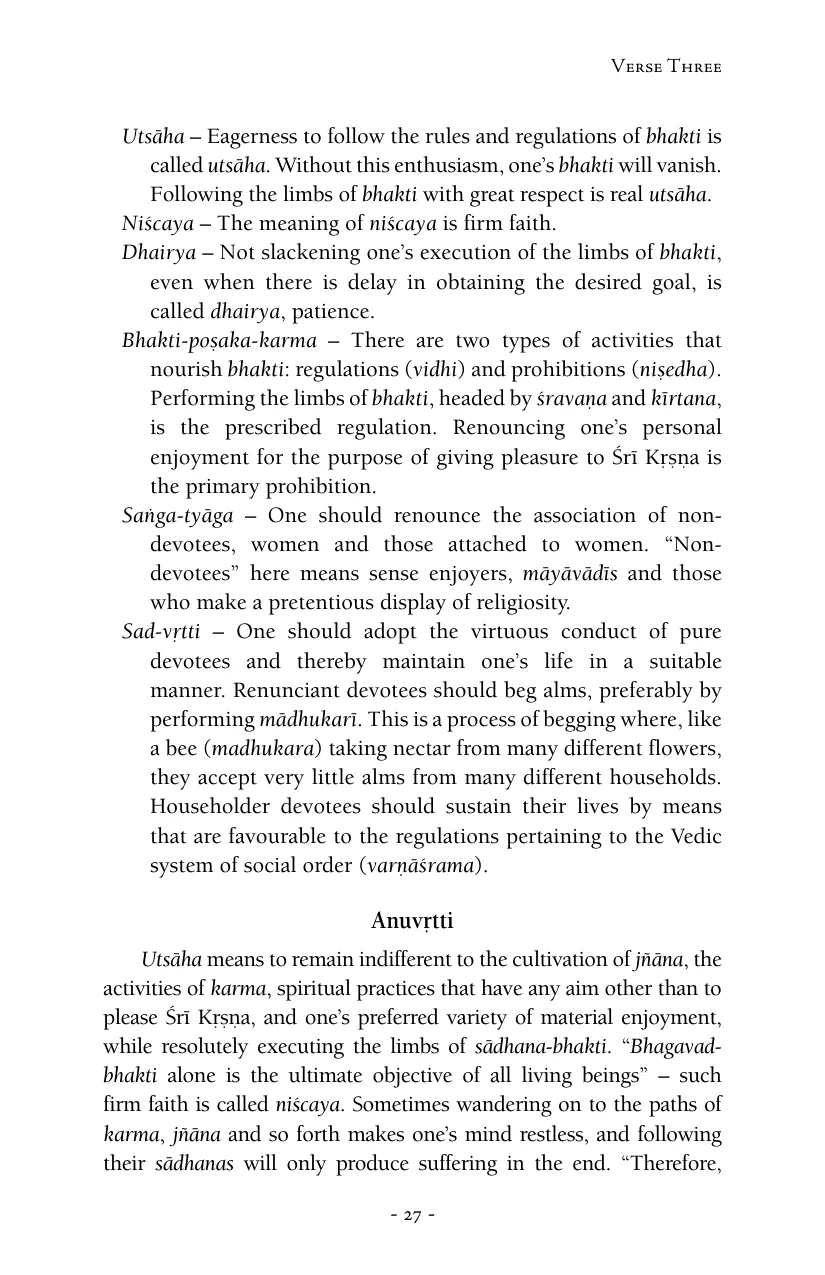 Verse Three
Utsāha – Eagerness to follow the rules and regulations of bhakti is
called utsāha. Without this enthusiasm, one’s bhakti will vanish.
Following the limbs of bhakti with great respect is real utsāha.
Niścaya – The meaning of niścaya is firm faith.
Dhairya – Not slackening one’s execution of the limbs of bhakti,
even when there is delay in obtaining the desired goal, is
called dhairya, patience.
Bhakti-poṣaka-karma – There are two types of activities that
nourish bhakti: regulations (vidhi) and prohibitions (niṣedha).
Performing the limbs of bhakti, headed by śravaṇa and kīrtana,
is the prescribed regulation. Renouncing one’s personal
enjoyment for the purpose of giving pleasure to Śrī Kṛṣṇa is
the primary prohibition.
Saṅga-tyāga – One should renounce the association of non-
devotees, women and those attached to women. “Non-
devotees” here means sense enjoyers, māyāvādīs and those
who make a pretentious display of religiosity.
Sad-vṛtti – One should adopt the virtuous conduct of pure
devotees and thereby maintain one’s life in a suitable
manner. Renunciant devotees should beg alms, preferably by
performing mādhukarī. This is a process of begging where, like
a bee (madhukara) taking nectar from many different flowers,
they accept very little alms from many different households.
Householder devotees should sustain their lives by means
that are favourable to the regulations pertaining to the Vedic
system of social order (varṇāśrama).
Anuvṛtti
Utsāha means to remain indifferent to the cultivation of jñāna, the
activities of karma, spiritual practices that have any aim other than to
please Śrī Kṛṣṇa, and one’s preferred variety of material enjoyment,
while resolutely executing the limbs of sādhana-bhakti. “Bhagavad-
bhakti alone is the ultimate objective of all living beings” – such
firm faith is called niścaya. Sometimes wandering on to the paths of
karma, jñāna and so forth makes one’s mind restless, and following
their sādhanas will only produce suffering in the end. “Therefore,
- 27 -